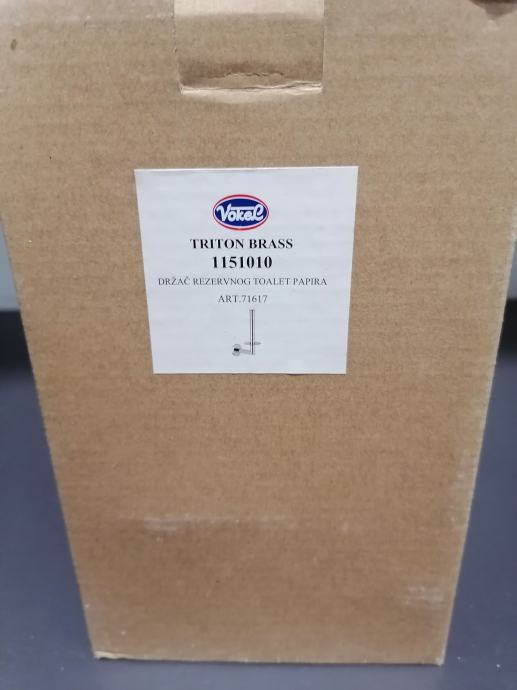 Vokel
TRITON BRASS
1151010
DRŽAČ REZERVNOG TOALET PAPIRA
ART.71617